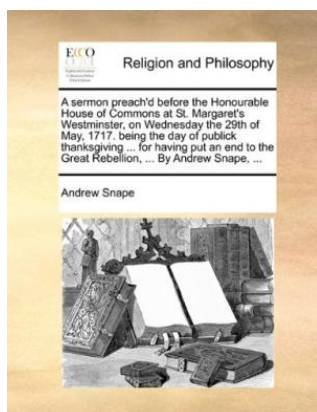 ECCO
Religion and Philosophy
A sermon preach'd before the Honourable
House of Commons at St. Margaret's
Westminster, on Wednesday the 29th of
May, 1717. being the day of publick
thanksgiving ... for having put an end to the
Great Rebellion, ... By Andrew Snape, ...
Andrew Snape